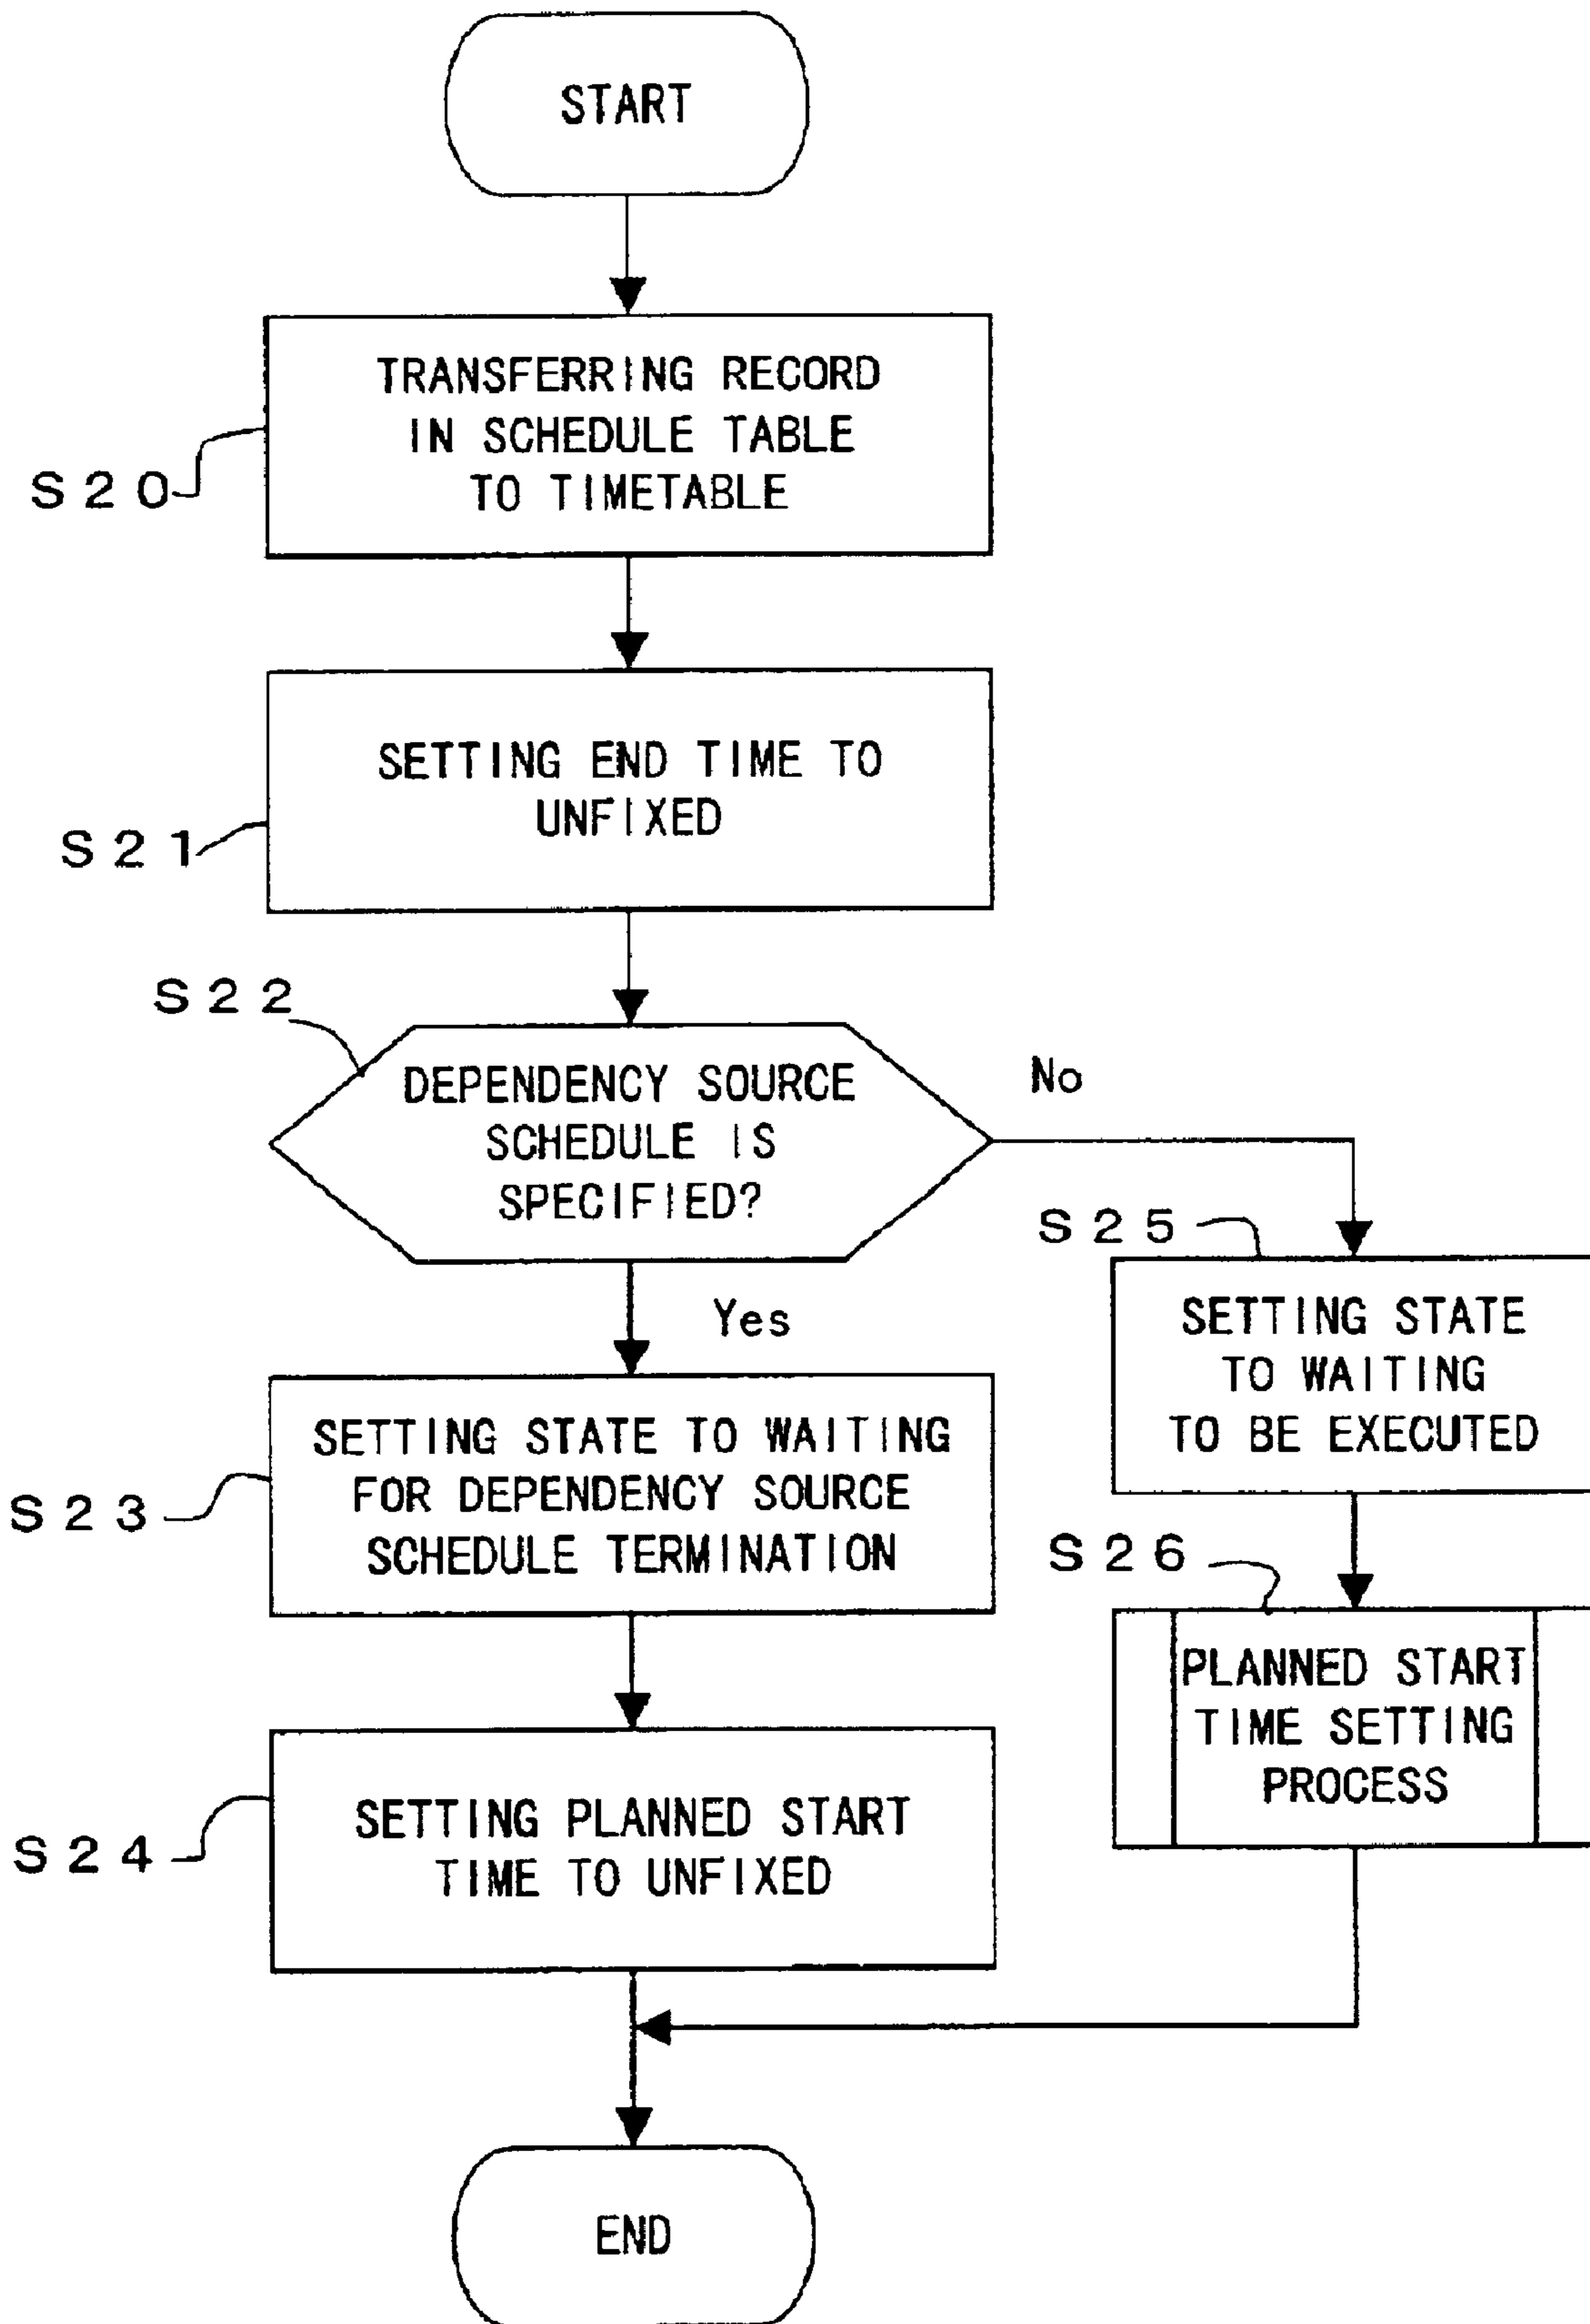 START
TRANSFERRING RECORD
IN SCHEDULE TABLE
TO TIMETABLE
S20
SETTING END TIME TO
UNFIXED
S21
S22
DEPENDENCY SOURCE
SCHEDULE IS
SPECIFIED?
No
Yes
S25
SETTING STATE
TO WAITING
TO BE EXECUTED
SETTING STATE TO WAITING
FOR DEPENDENCY SOURCE
SCHEDULE TERMINATION
S23
S26
PLANNED START
TIME SETTING
PROCESS
SETTING PLANNED START
TIME TO UNFIXED
S24
END